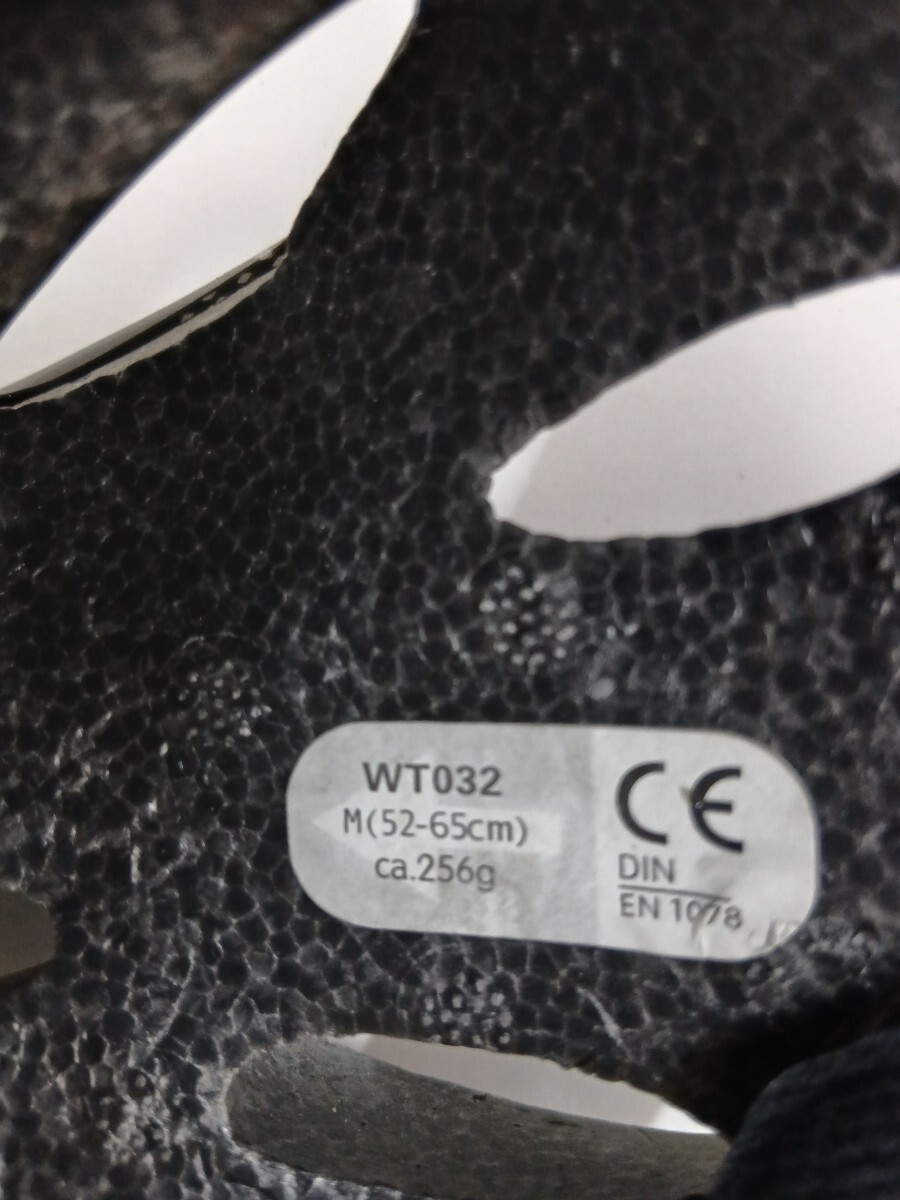 WT032
M(52-65cm)
ca.256g
CE
DIN
EN 1078